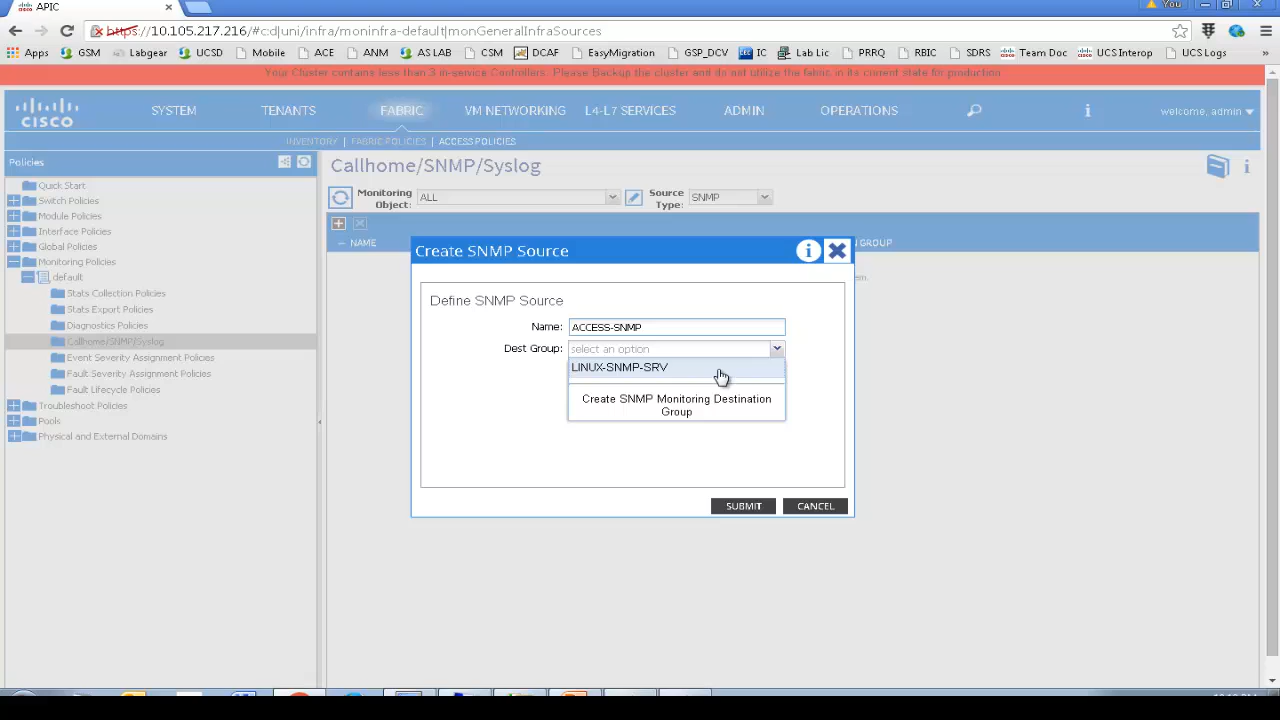 APIC
You
https://10.105.217.216/#cd|uni/infra/moninfra-default|monGeneralInfraSources
Apps GSM Labgear UCSD Mobile ACE ANM AS LAB CSM DCAF EasyMigration GSP_CV IC Lab Lic PRRQ RBIC SDRS Team Doc UCS Interop UCS Logs »
Your Cluster contains less than 3 in-service Controllers. Please Backup the cluster and do not utilize the fabric in its current state for production
CISCO
SYSTEM TENANTS FABRIC VM NETWORKING L4-L7 SERVICES ADMIN OPERATIONS i welcome, admin
INVENTORY | FABRIC POLICIES | ACCESS POLICIES
Policies
Callhome/SNMP/Syslog i
Quick Start
Switch Policies
Module Policies
Interface Policies
Global Policies
Monitoring Policies
default
Stats Collection Policies
Stats Export Policies
Diagnostics Policies
Callhome/SNMP/Syslog
Event Severity Assignment Policies
Fault Severity Assignment Policies
Fault Lifecycle Policies
Troubleshoot Policies
Pools
Physical and External Domains
Monitoring Object: ALL
Source Type: SNMP
NAME
GROUP
Create SNMP Source i
Define SNMP Source
Name: ACCESS-SNMP
Dest Group: select an option
LINUX-SNMP-SRV
Create SNMP Monitoring Destination
Group
SUBMIT CANCEL